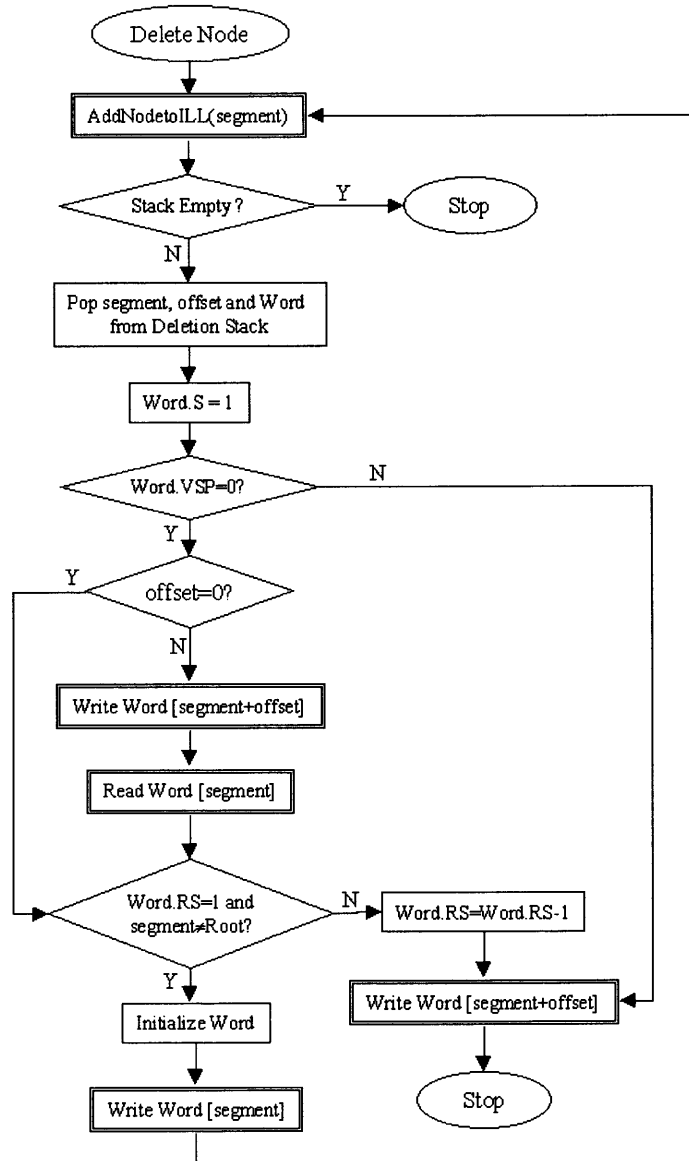 Delete Node
AddNodetoILL(segment)
Stack Empty ?
Y
Stop
N
Pop segment, offset and Word
from Deletion Stack
Word.S = 1
Word.VSP=0?
N
Y
Y
offset=0?
N
Write Word [segment+offset]
Read Word [segment]
Word.RS=1 and
segment≠Root?
N
Word.RS=Word.RS-1
Y
Write Word [segment+offset]
Initialize Word
Stop
Write Word [segment]